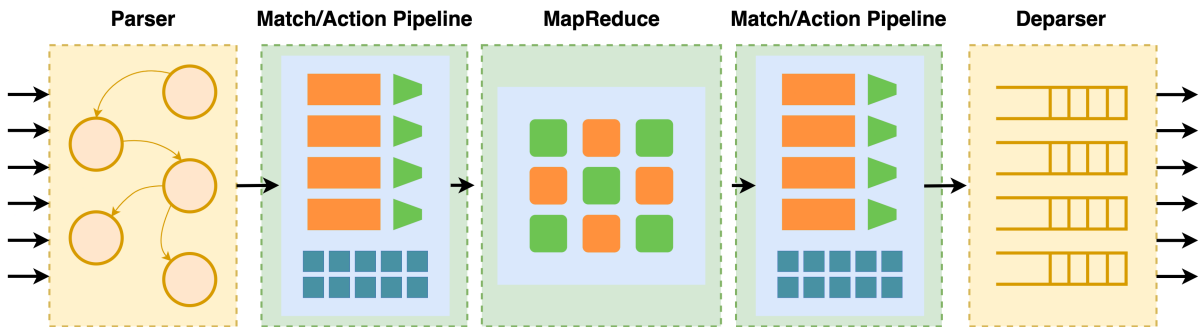 Parser
Match/Action Pipeline
MapReduce
Match/Action Pipeline
Deparser